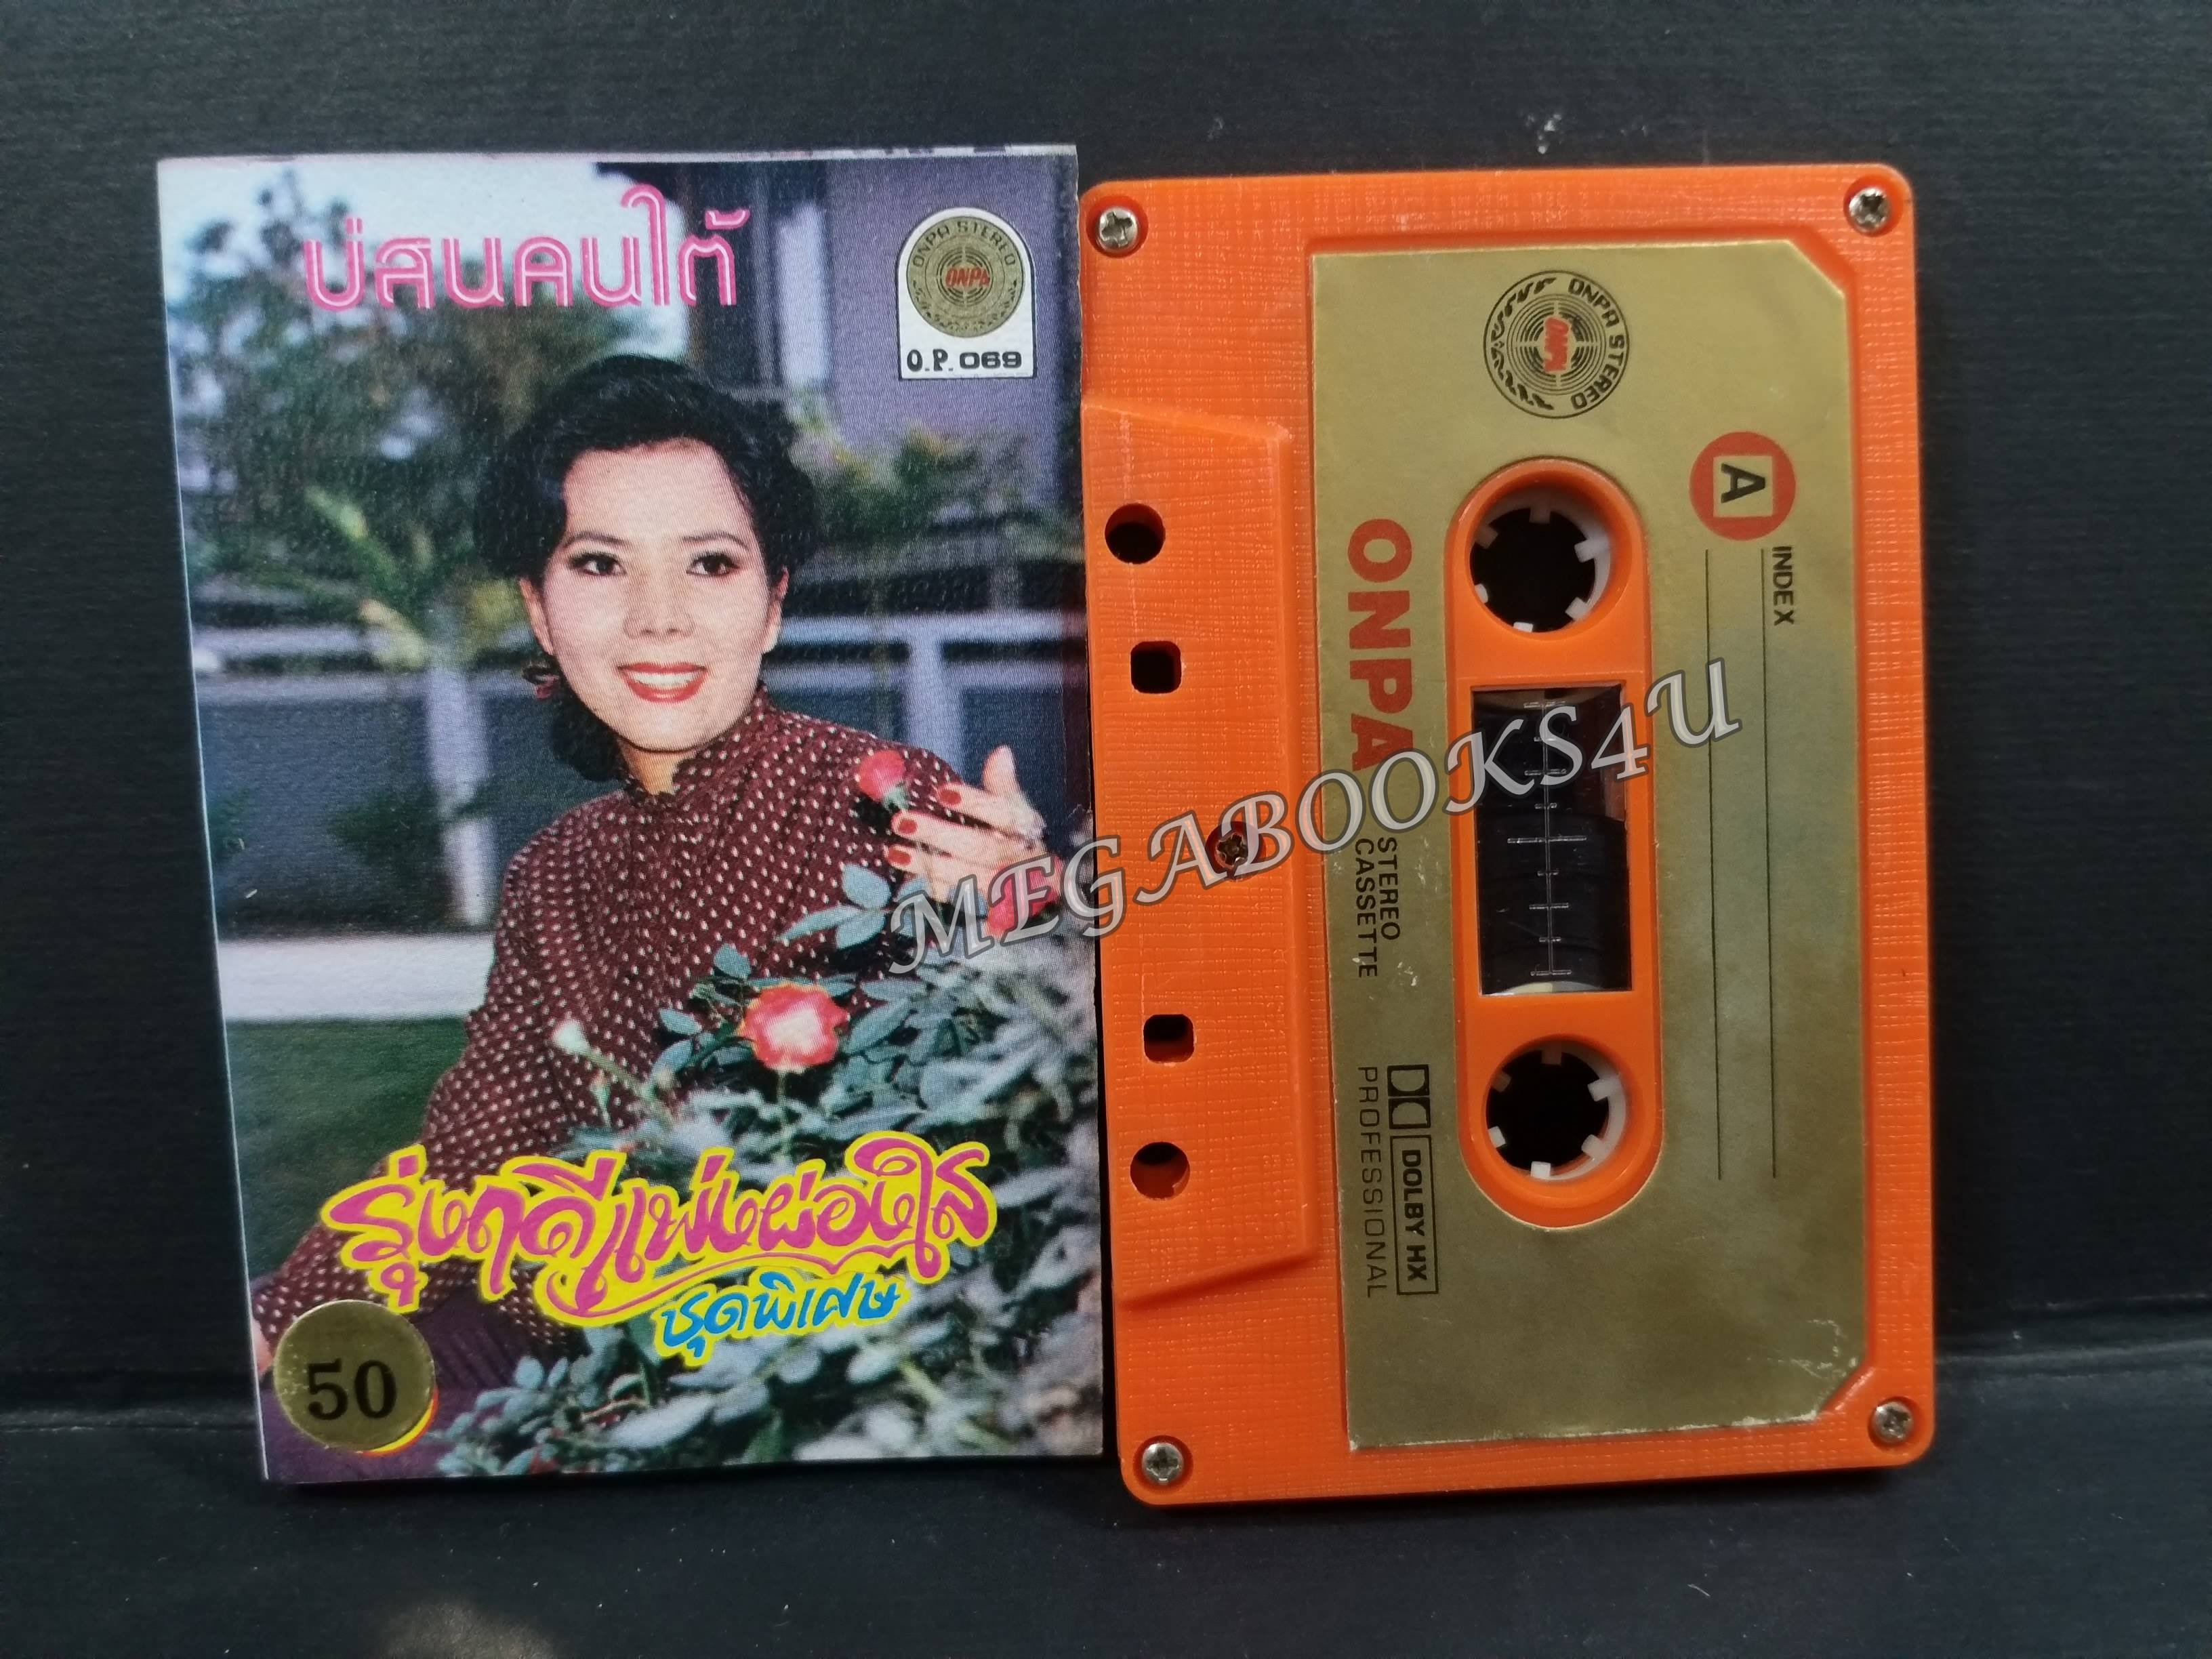 บ่สนคนใต้
ONPA STEREO
ONPA
O.P. 069
รุ่งฤดี แพ่งผ่องใส
ชุดพิเศษ
50
ONPA STEREO
ONPA
A
INDEX
ONPA
STEREO
CASSETTE
DOLBY HX
PROFESSIONAL
MEGABOOKS4U